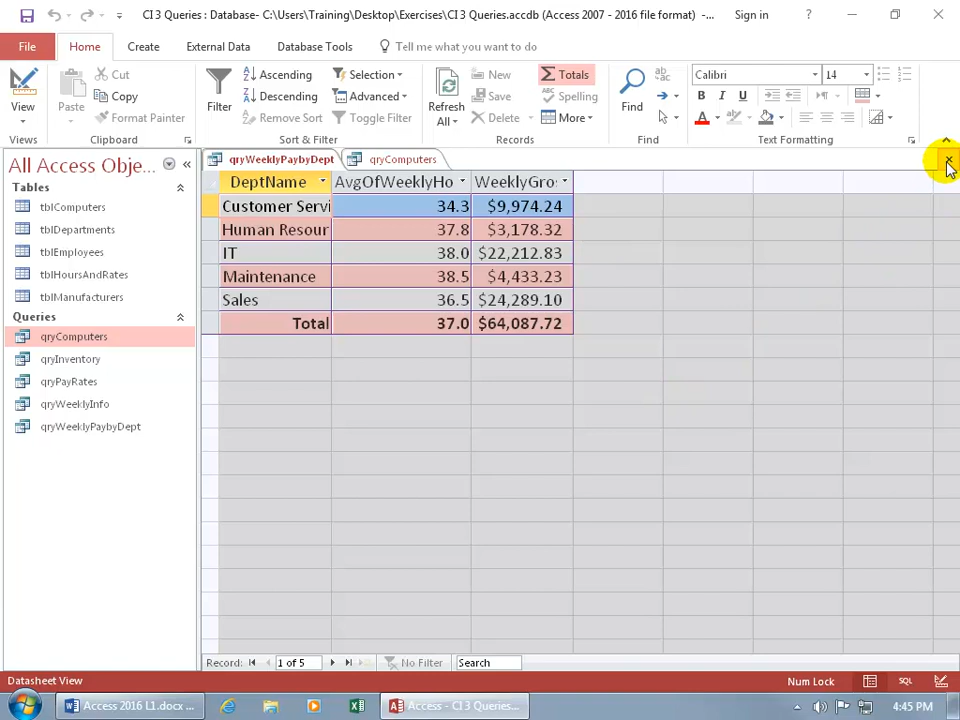 CI 3 Queries : Database- C:\Users\Training\Desktop\Exercises\CI 3 Queries.accdb (Access 2007 - 2016 file format) -...
Sign in
?
File
Home
Create
External Data
Database Tools
Tell me what you want to do
View
Views
Paste
Cut
Copy
Format Painter
Clipboard
Filter
Ascending
Descending
Remove Sort
Selection
Advanced
Toggle Filter
Sort & Filter
Refresh
All
New
Save
Delete
Totals
Spelling
More
Records
Find
Find
Calibri
14
B I U
Text Formatting
All Access Obje...
Tables
tblComputers
tblDepartments
tblEmployees
tblHoursAndRates
tblManufacturers
Queries
qryComputers
qryInventory
qryPayRates
qryWeeklyInfo
qryWeeklyPaybyDept
qryWeeklyPaybyDept
qryComputers
DeptName AvgOfWeeklyHo WeeklyGro
Customer Servi 34.3 $9,974.24
Human Resour 37.8 $3,178.32
IT 38.0 $22,212.83
Maintenance 38.5 $4,433.23
Sales 36.5 $24,289.10
Total 37.0 $64,087.72
Record: 1 of 5 No Filter Search
Datasheet View
Num Lock
SQL
Access 2016 L1.docx ...
Access - CI 3 Queries...
4:45 PM